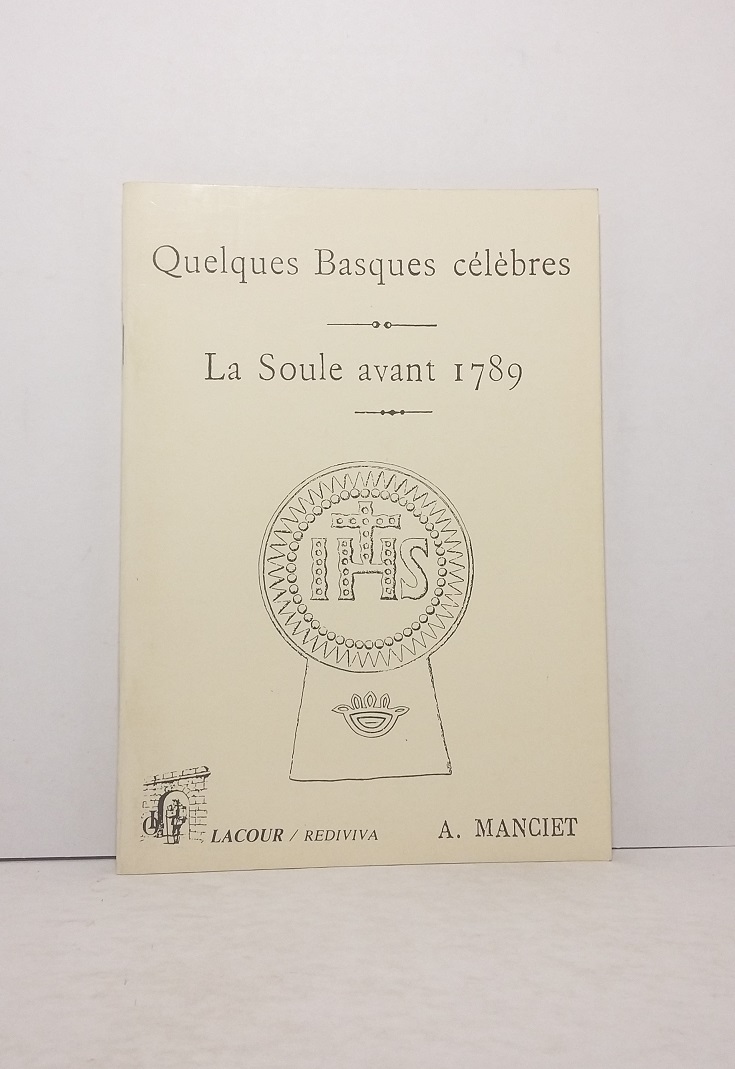 Quelques Basques célèbres
La Soule avant 1789
IHS
LACOUR / REDIVIVA
A. MANCIET